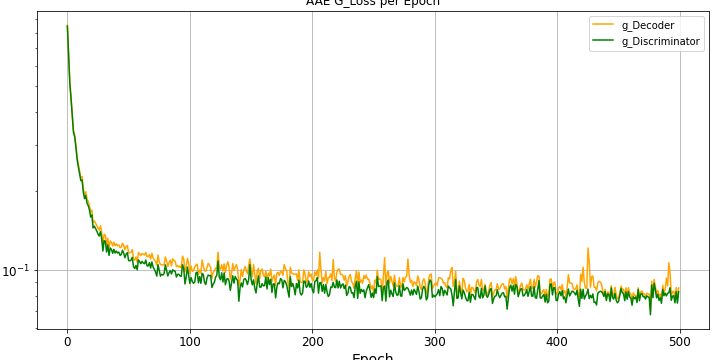 AAE G_Loss per Epoch
g_Decoder
g_Discriminator
10⁻¹
0 100 200 300 400 500
Epoch